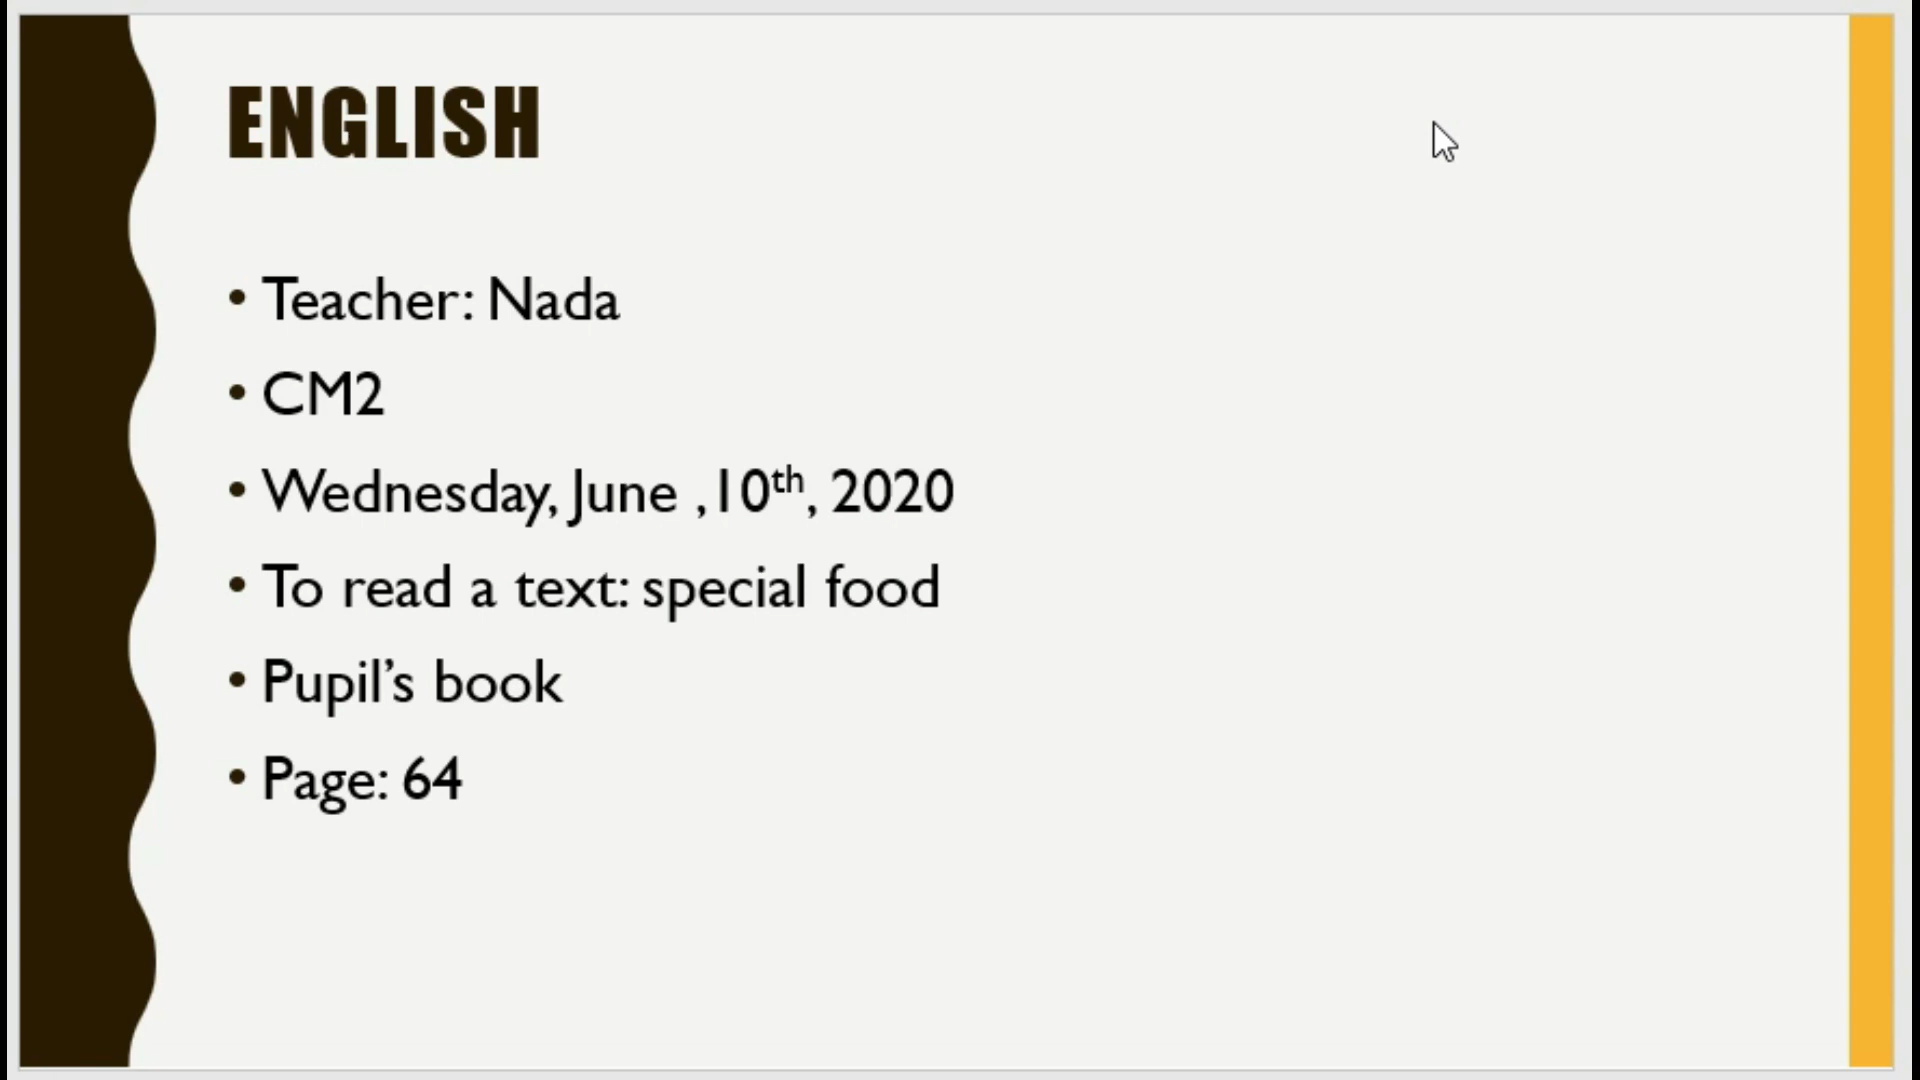 ENGLISH
• Teacher: Nada
• CM2
• Wednesday, June ,10th, 2020
• To read a text: special food
• Pupil’s book
• Page: 64